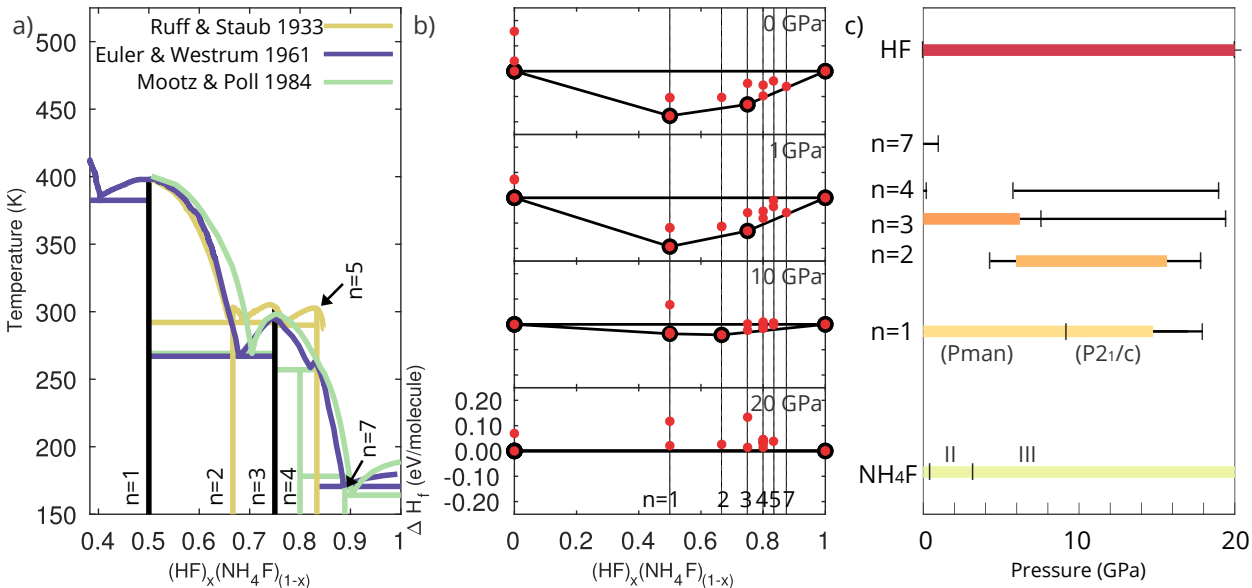 a)
Ruff & Staub 1933
Euler & Westrum 1961
Mootz & Poll 1984
500
450
400
350
300
250
200
150
Temperature (K)
n=5
n=7
n=1
n=2
n=3
n=4
0.4 0.5 0.6 0.7 0.8 0.9 1
(HF)ₓ(NH₄F)₍₁₋ₓ₎
b)
0 GPa
1GPa
10 GPa
20 GPa
0.20
0.10
0.00
-0.10
-0.20
Δ H_f (eV/molecule)
n=1 2 3 4 5 7
0 0.2 0.4 0.6 0.8 1
(HF)ₓ(NH₄F)₍₁₋ₓ₎
c)
HF
n=7
n=4
n=3
n=2
n=1
(Pman) (P2₁/c)
II III
NH₄F
0 10 20
Pressure (GPa)